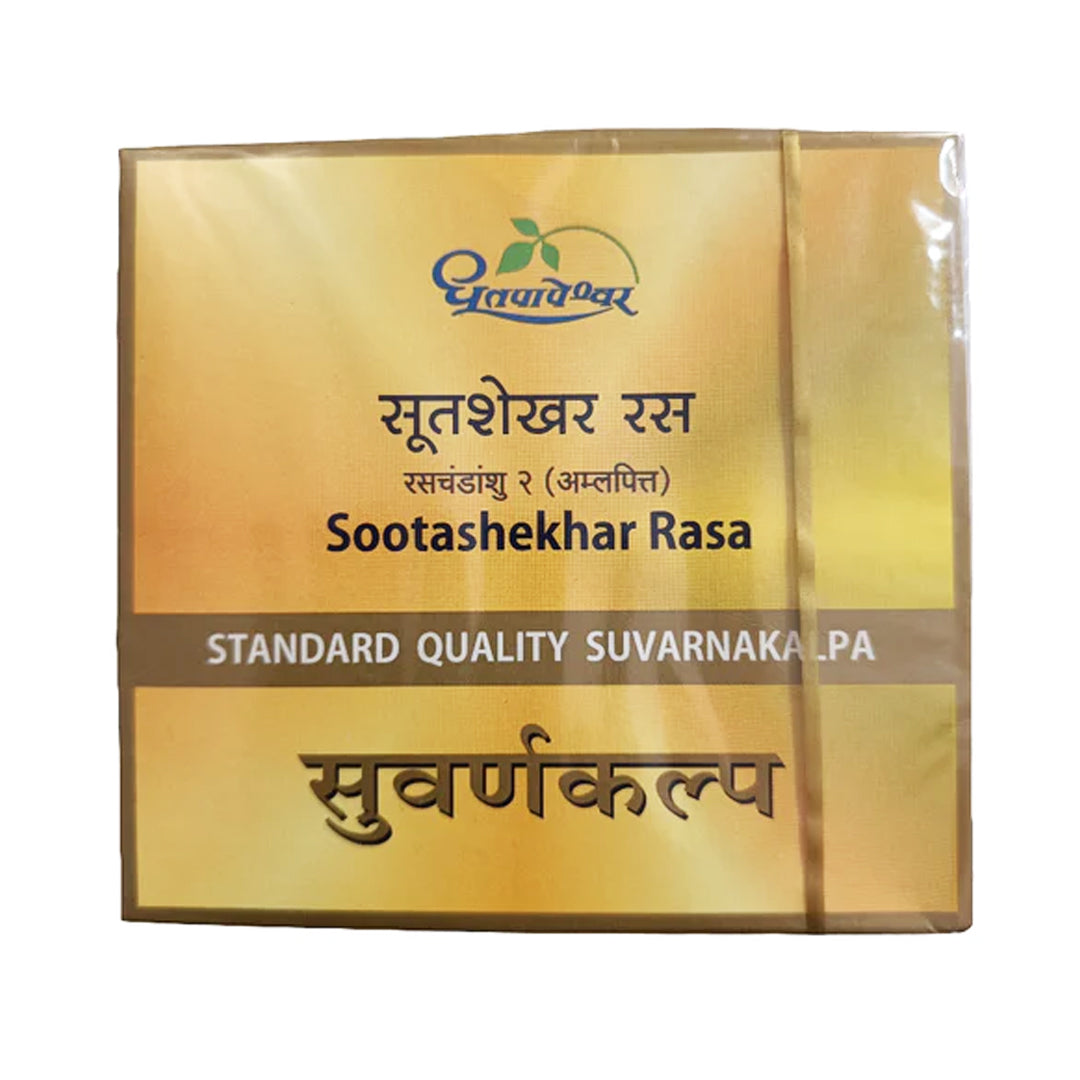 धूतपापेश्वर
सूतशेखर रस
रसचंडांशु २ (अम्लपित्त)
Sootashekhar Rasa
STANDARD QUALITY SUVARNAKALPA
सुवर्णकल्प